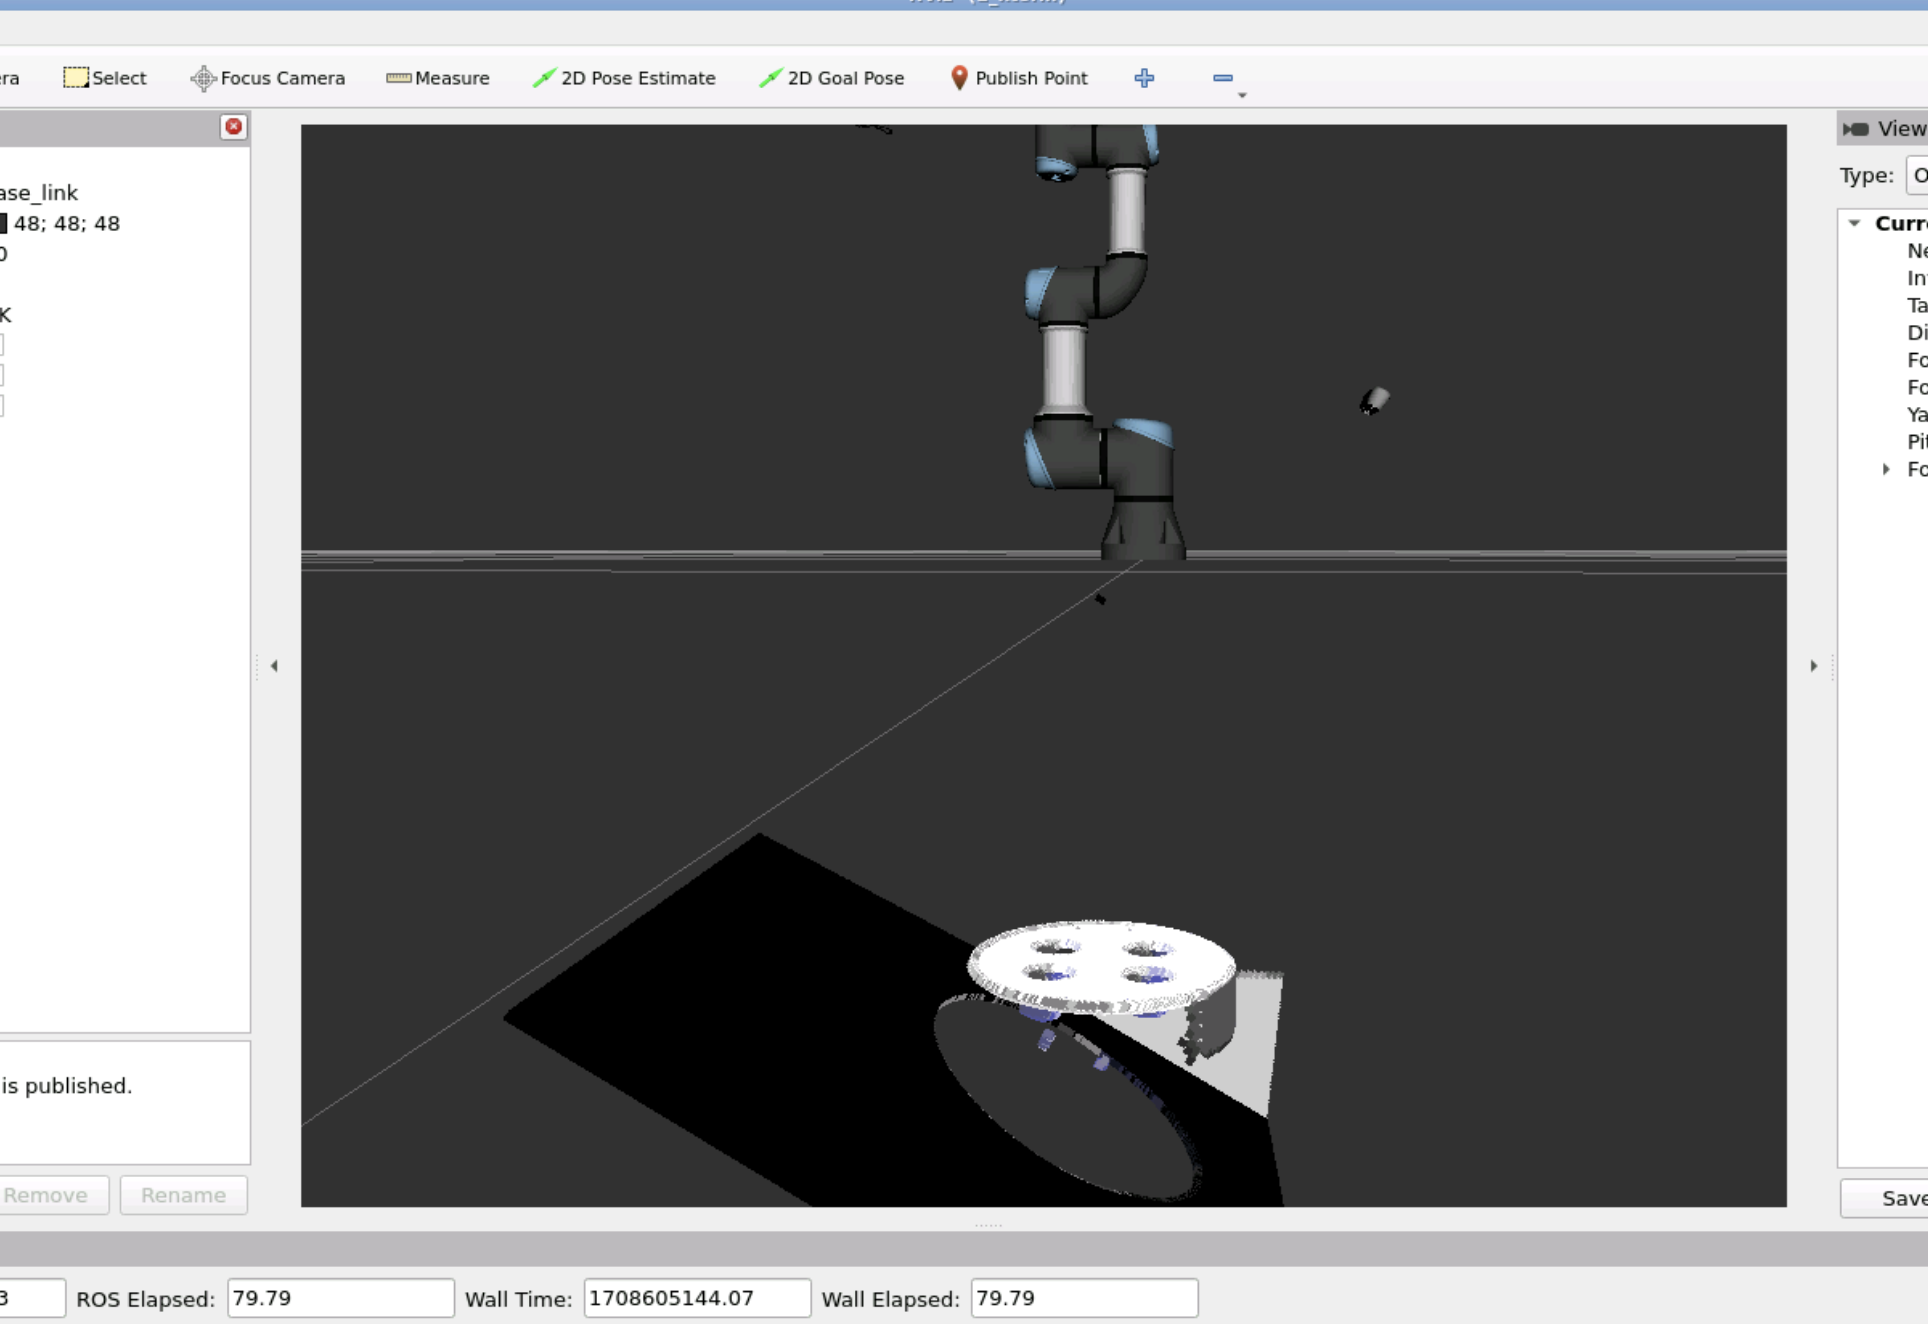 era Select Focus Camera Measure 2D Pose Estimate 2D Goal Pose Publish Point
View
ase_link
Type: O
48; 48; 48
Curre
0
Ne
In
K
Ta
Di
Fo
Fo
Ya
Pit
Fo
is published.
Remove Rename
Save
3 ROS Elapsed: 79.79 Wall Time: 1708605144.07 Wall Elapsed: 79.79